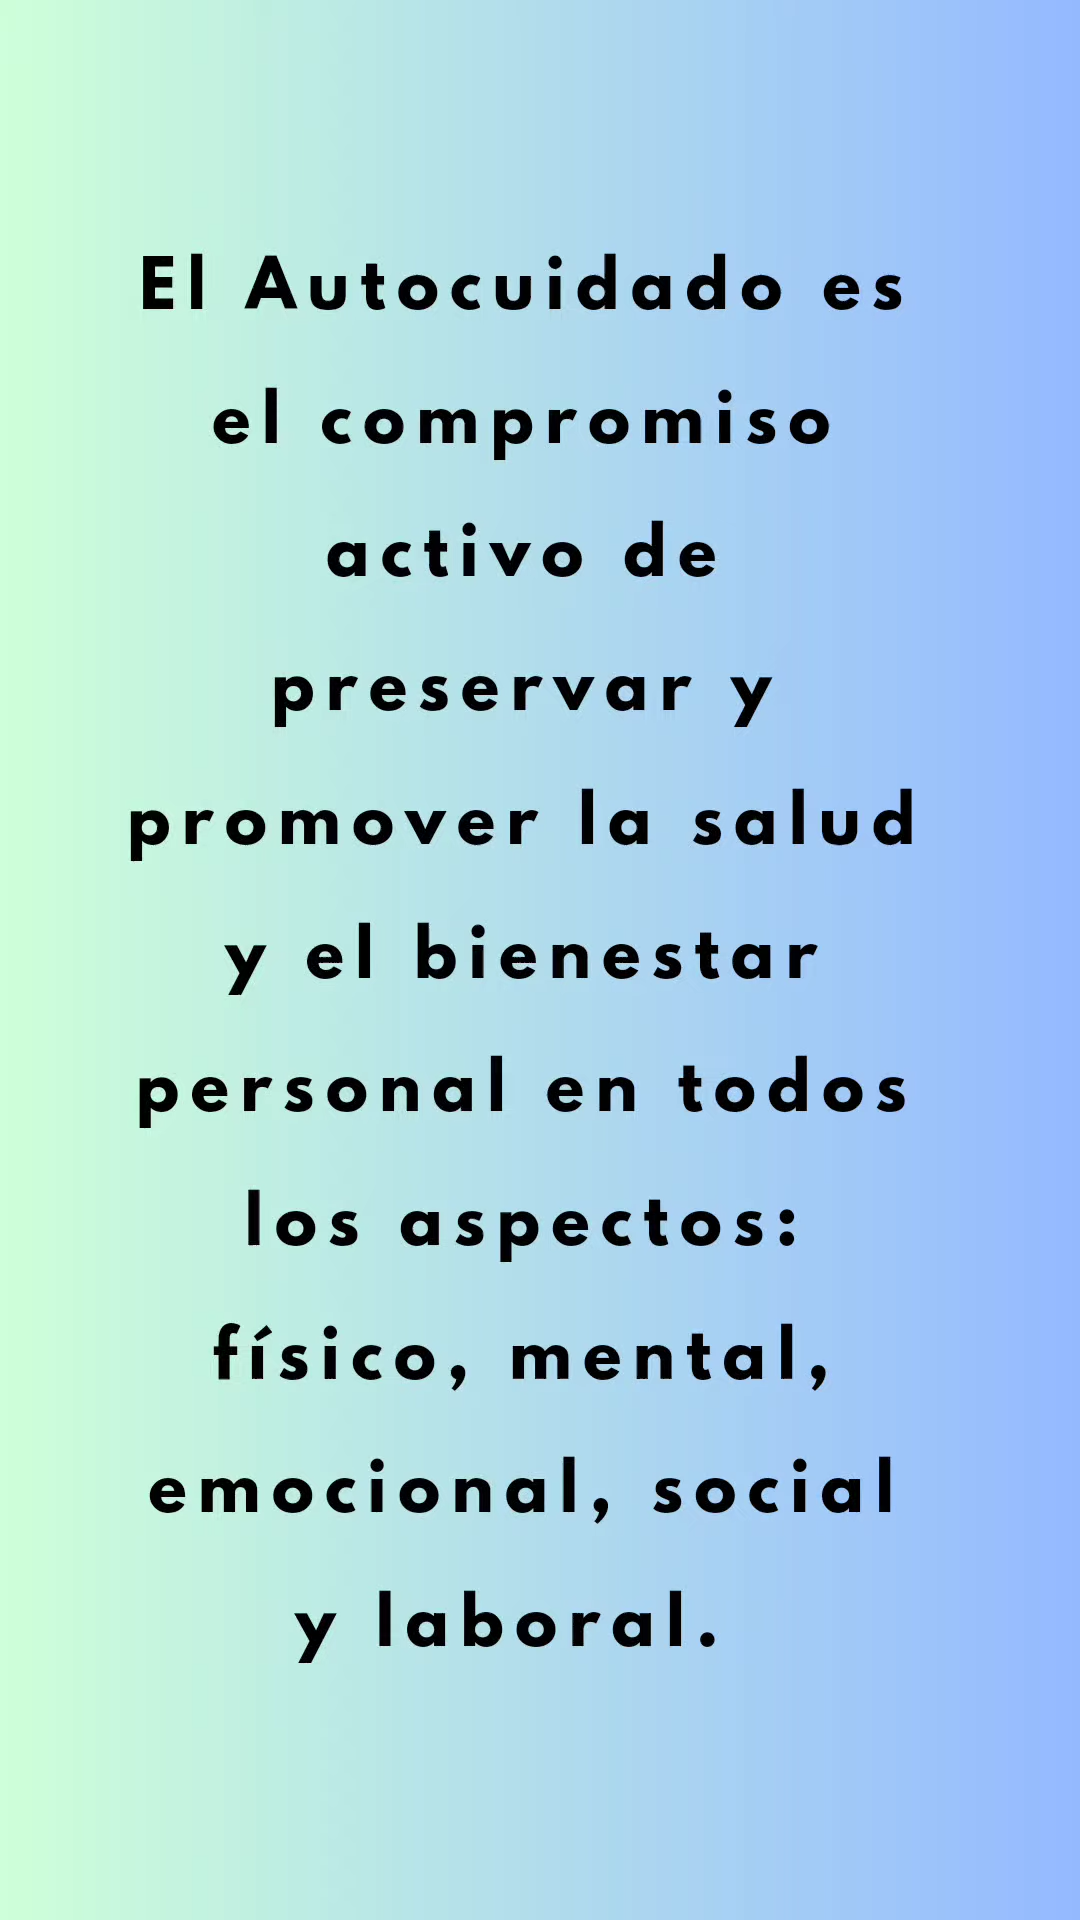 El Autocuidado es
el compromiso
activo de
preservar y
promover la salud
y el bienestar
personal en todos
los aspectos:
físico, mental,
emocional, social
y laboral.